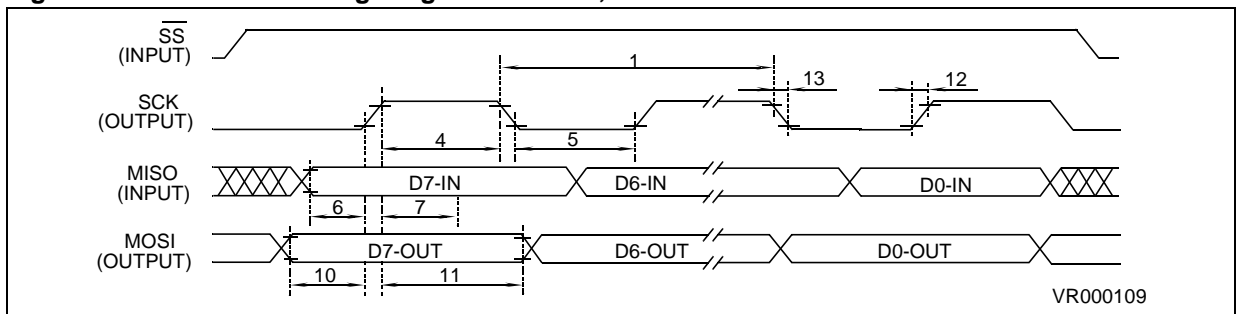 SS
(INPUT)
1
13
12
SCK
(OUTPUT)
4
5
MISO
(INPUT)
D7-IN
D6-IN
D0-IN
6
7
MOSI
(OUTPUT)
D7-OUT
D6-OUT
D0-OUT
10
11
VR000109